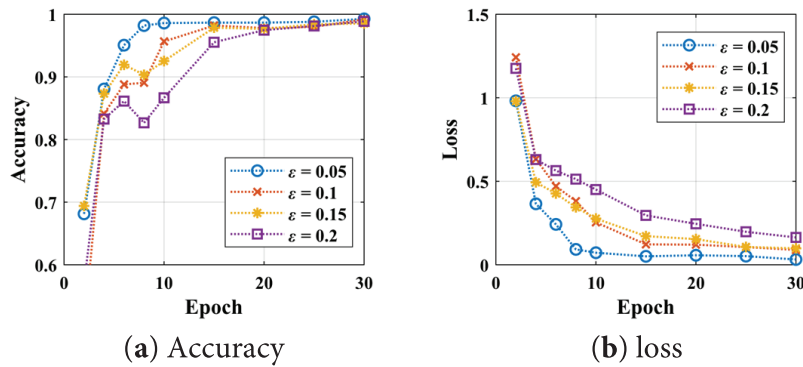 1
0.9
0.8
0.7
0.6
0
10
20
30
Accuracy
Epoch
ε = 0.05
ε = 0.1
ε = 0.15
ε = 0.2
(a) Accuracy
1.5
1
0.5
0
0
10
20
30
Loss
Epoch
ε = 0.05
ε = 0.1
ε = 0.15
ε = 0.2
(b) loss